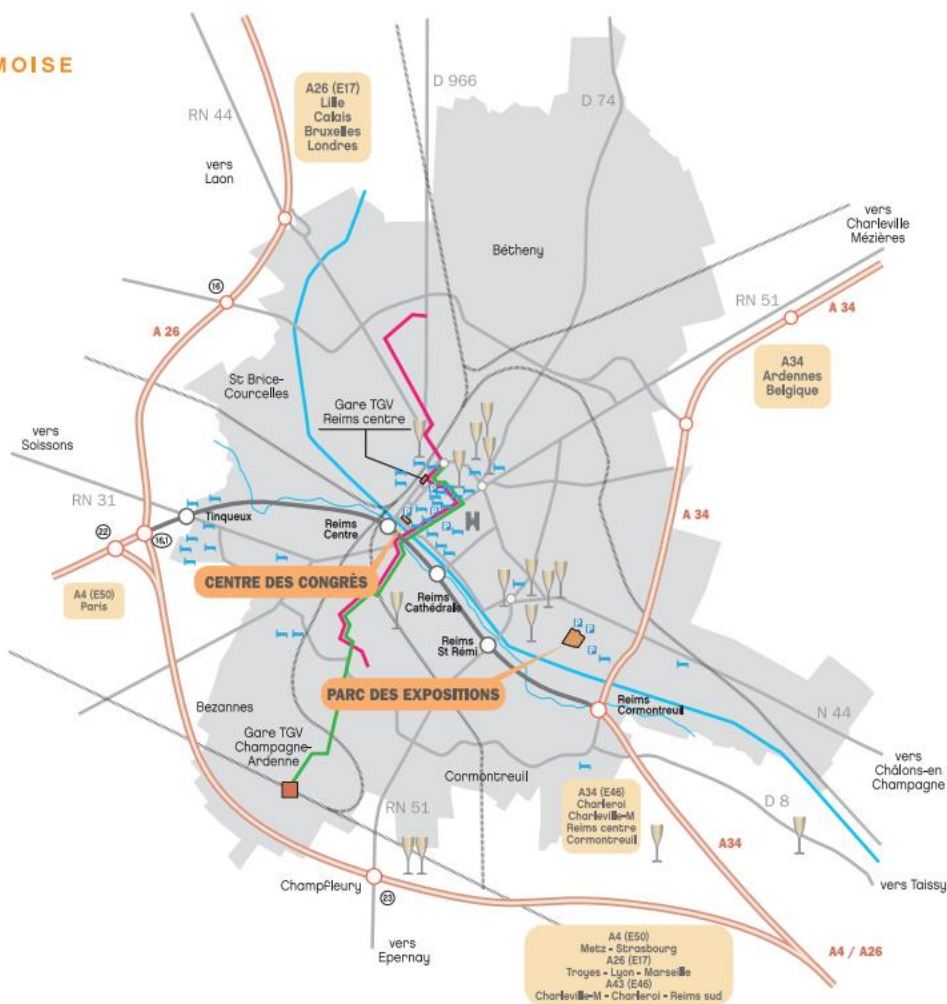 MOISE
D 966
D 74
RN 44
A26 (E17)
Lille
Calais
Bruxelles
Londres
vers
Laon
vers
Charleville
Mézières
Bétheny
RN 51
A 34
16
A 26
A34
Ardennes
Belgique
St Brice-
Courcelles
Gare TGV
Reims centre
vers
Soissons
RN 31
Tinqueux
Reims
Centre
A 34
22
16.1
A4 (E50)
Paris
CENTRE DES CONGRÈS
Reims
Cathédrale
P
P
P
P
P
P
P
Reims
St Rémi
PARC DES EXPOSITIONS
Reims
Cormontreuil
Bezannes
N 44
Gare TGV
Champagne-
Ardenne
Cormontreuil
vers
Châlons-en
Champagne
RN 51
A34 (E46)
Charleroi
Charleville-M
Reims centre
Cormontreuil
D 8
A34
Champfleury
23
vers Taissy
vers
Epernay
A4 (E50)
Metz - Strasbourg
A26 (E17)
Troyes - Lyon - Marseille
A43 (E46)
Charleville-M - Charleroi - Reims sud
A4 / A26